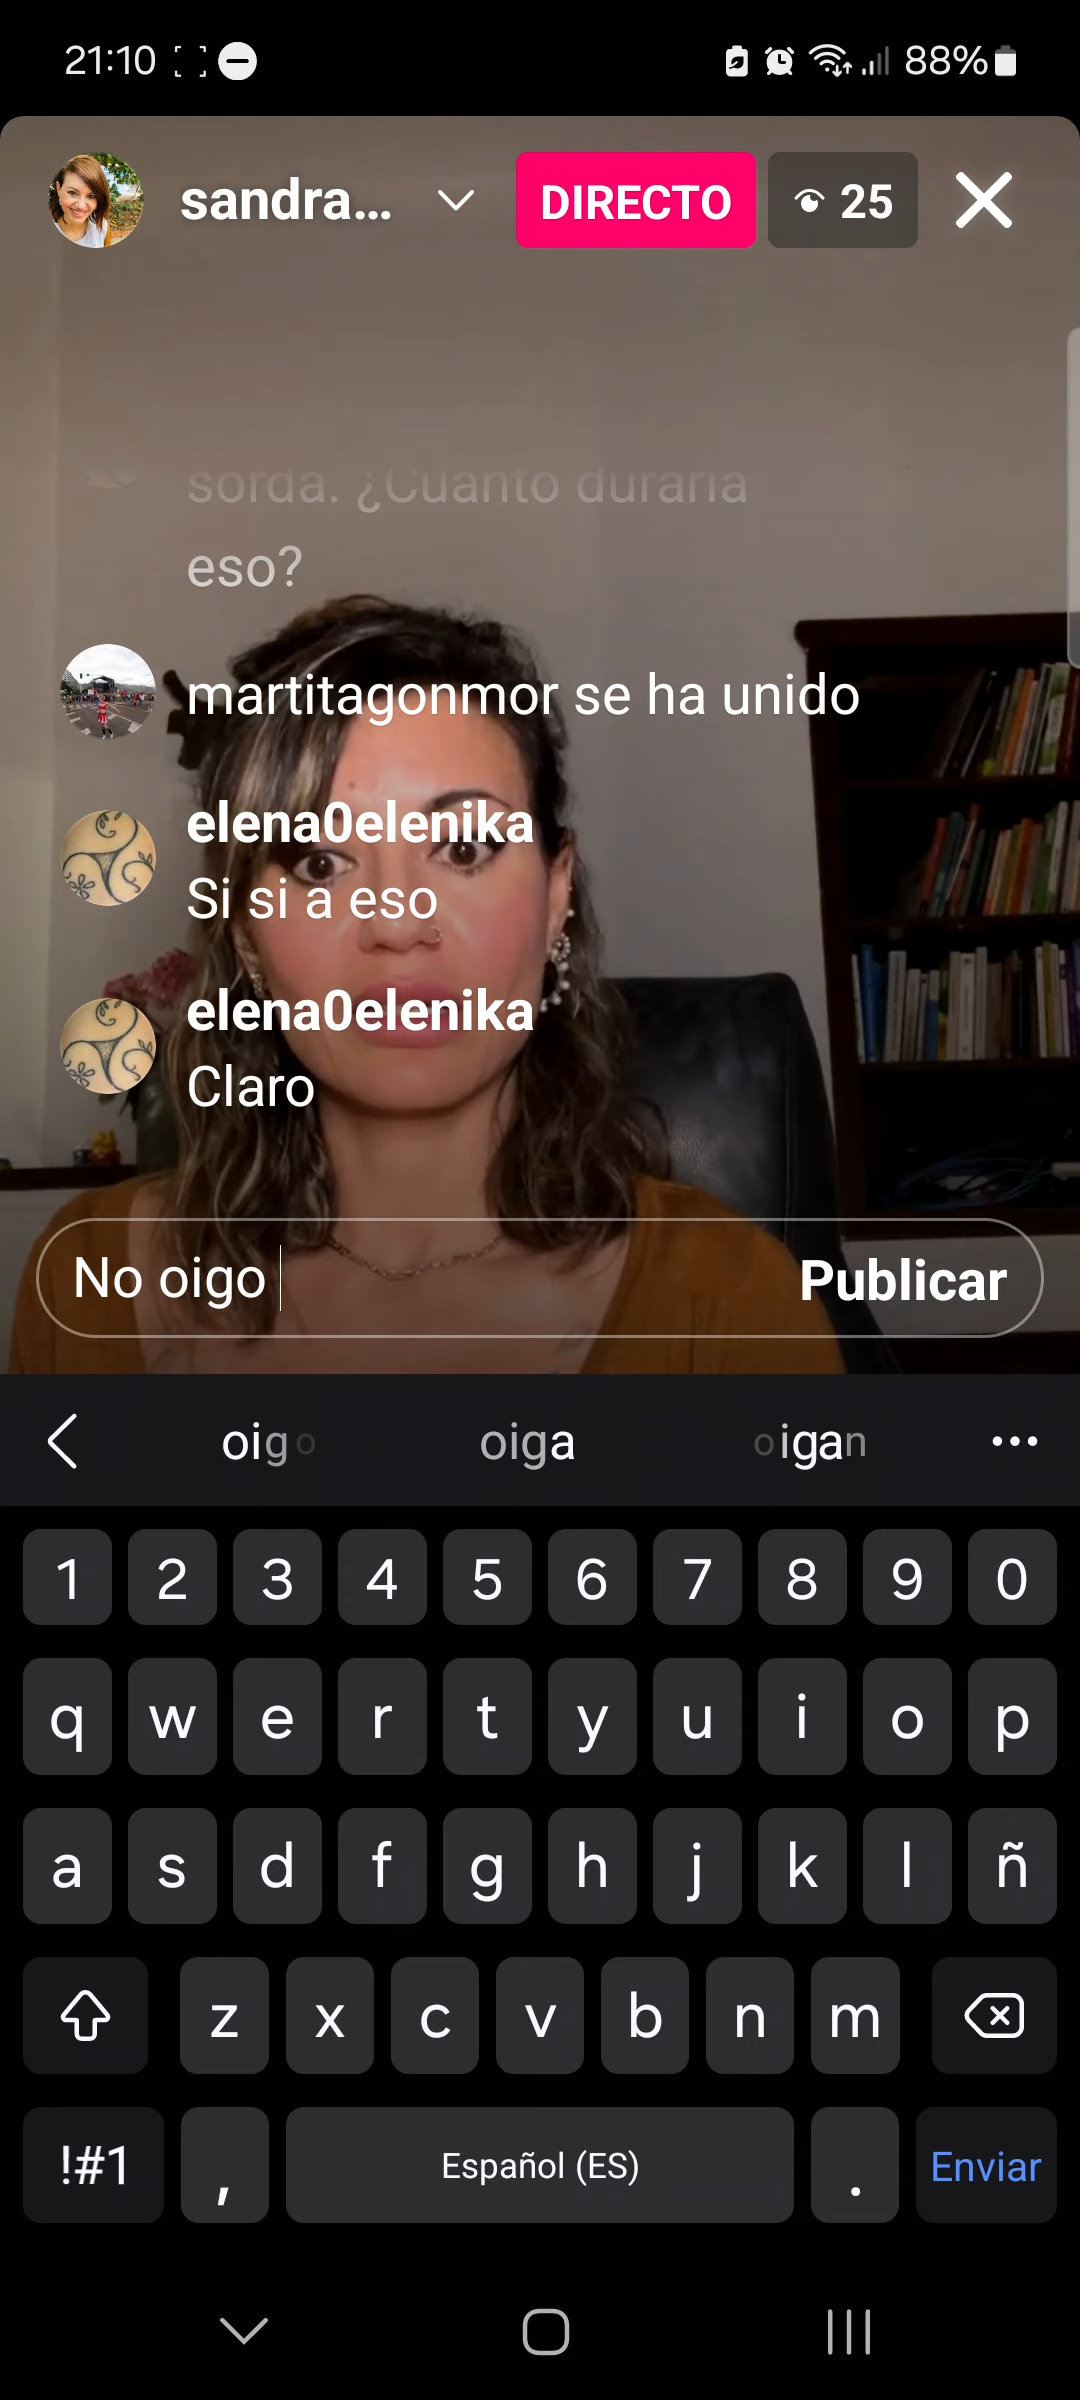 21:10 88%
sandra... DIRECTO 25
sorda. ¿Cuánto duraría
eso?
martitagonmor se ha unido
elena0elenika
Si si a eso
elena0elenika
Claro
No oigo Publicar
oigo oiga oigan
1 2 3 4 5 6 7 8 9 0
q w e r t y u i o p
a s d f g h j k l ñ
z x c v b n m
!#1 , Español (ES) . Enviar